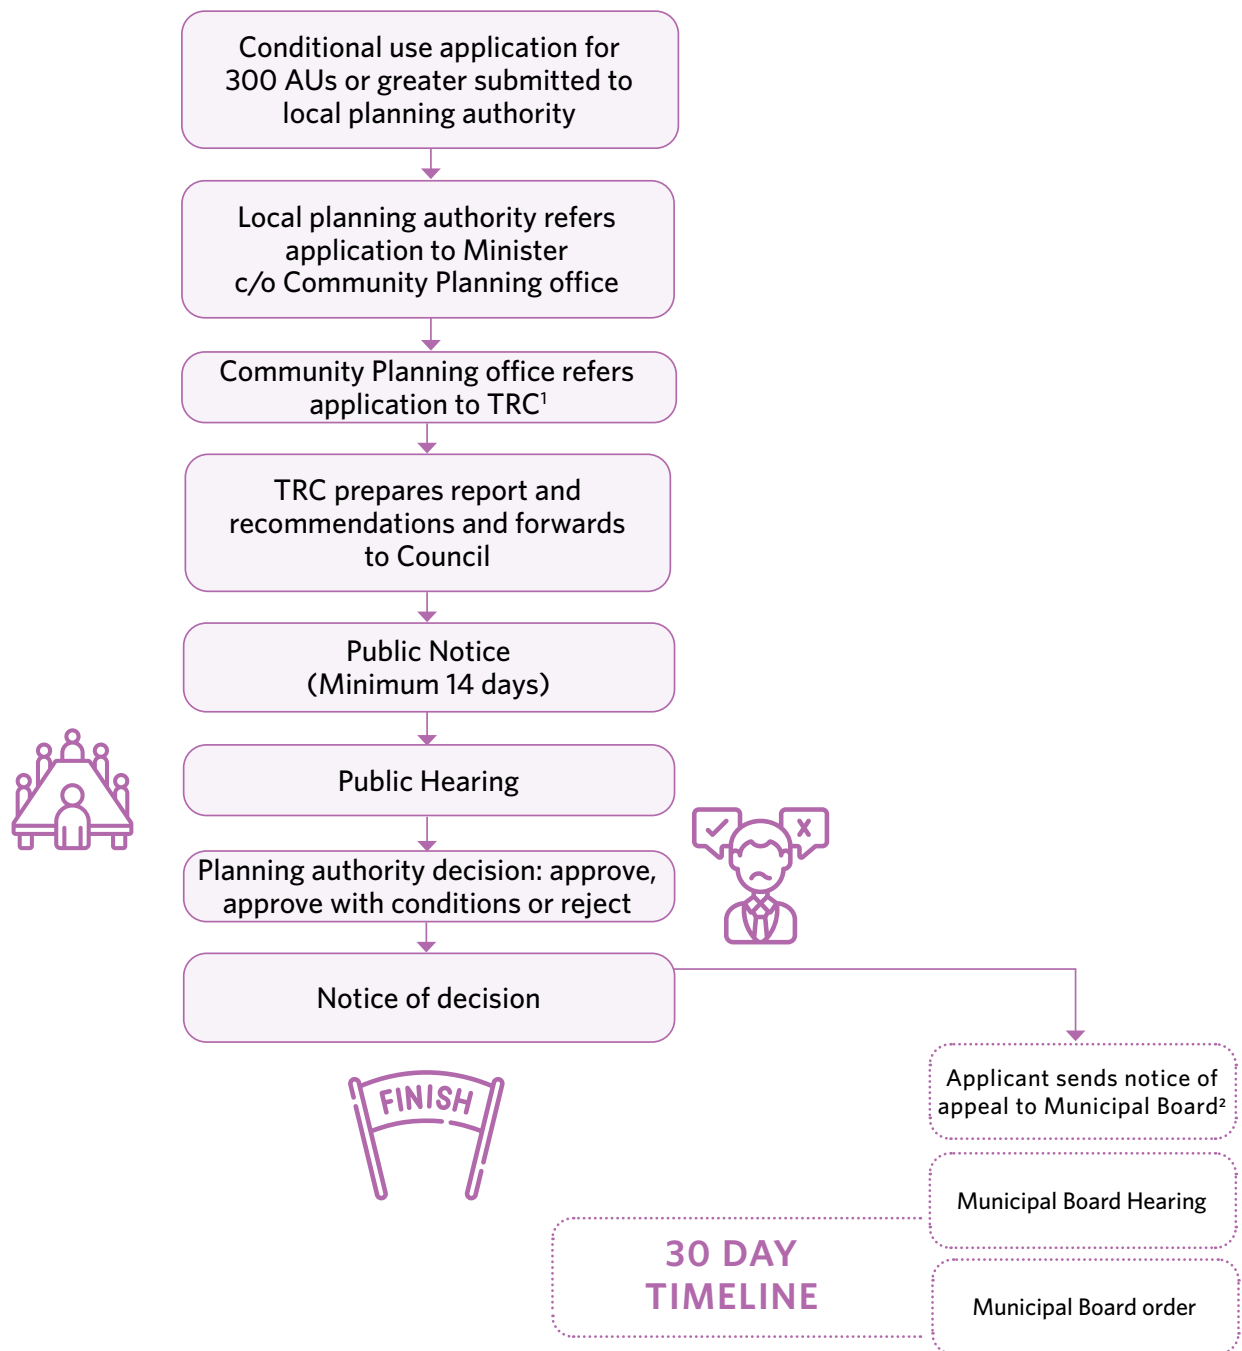 Conditional use application for
300 AUs or greater submitted to
local planning authority
Local planning authority refers
application to Minister
c/o Community Planning office
Community Planning office refers
application to TRC¹
TRC prepares report and
recommendations and forwards
to Council
Public Notice
(Minimum 14 days)
Public Hearing
Planning authority decision: approve,
approve with conditions or reject
Notice of decision
FINISH
Applicant sends notice of
appeal to Municipal Board²
Municipal Board Hearing
30 DAY
TIMELINE
Municipal Board order